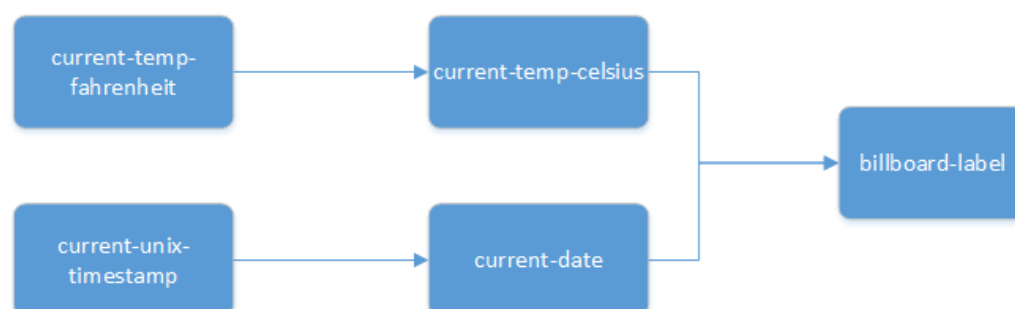 current-temp-
fahrenheit
current-temp-celsius
billboard-label
current-unix-
timestamp
current-date